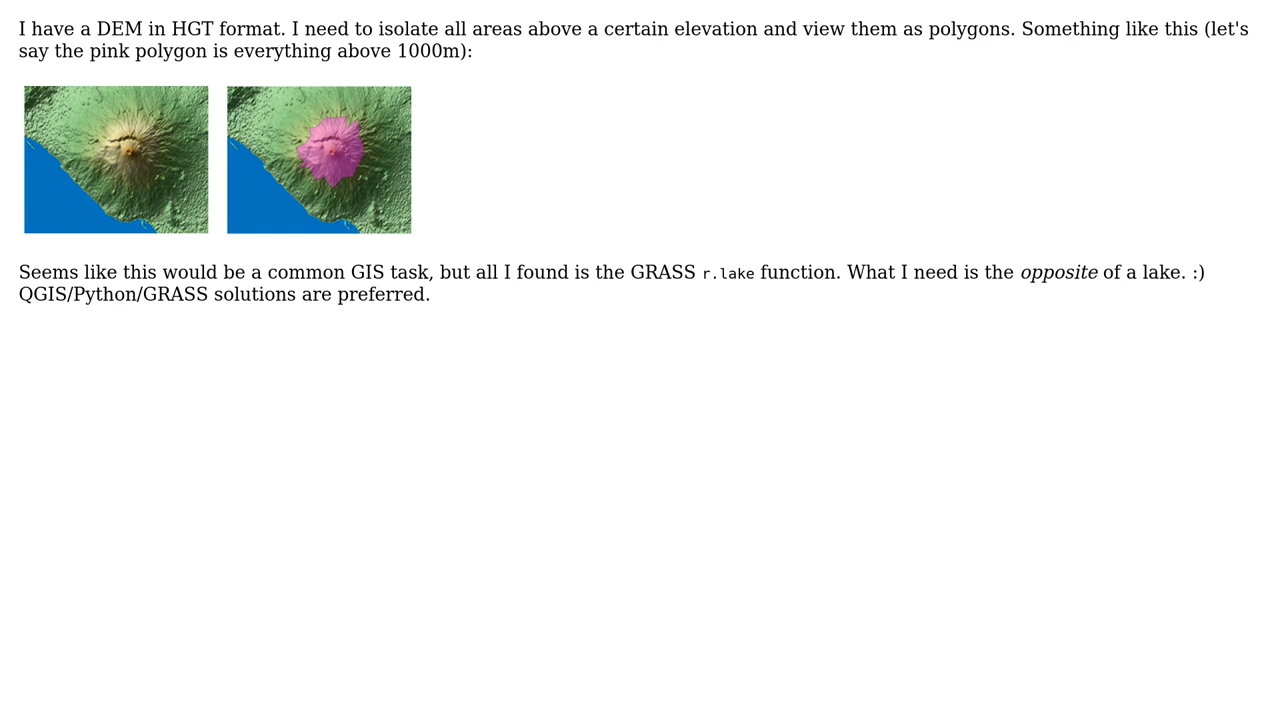 I have a DEM in HGT format. I need to isolate all areas above a certain elevation and view them as polygons. Something like this (let's
say the pink polygon is everything above 1000m):
Seems like this would be a common GIS task, but all I found is the GRASS r.lake function. What I need is the opposite of a lake. :)
QGIS/Python/GRASS solutions are preferred.